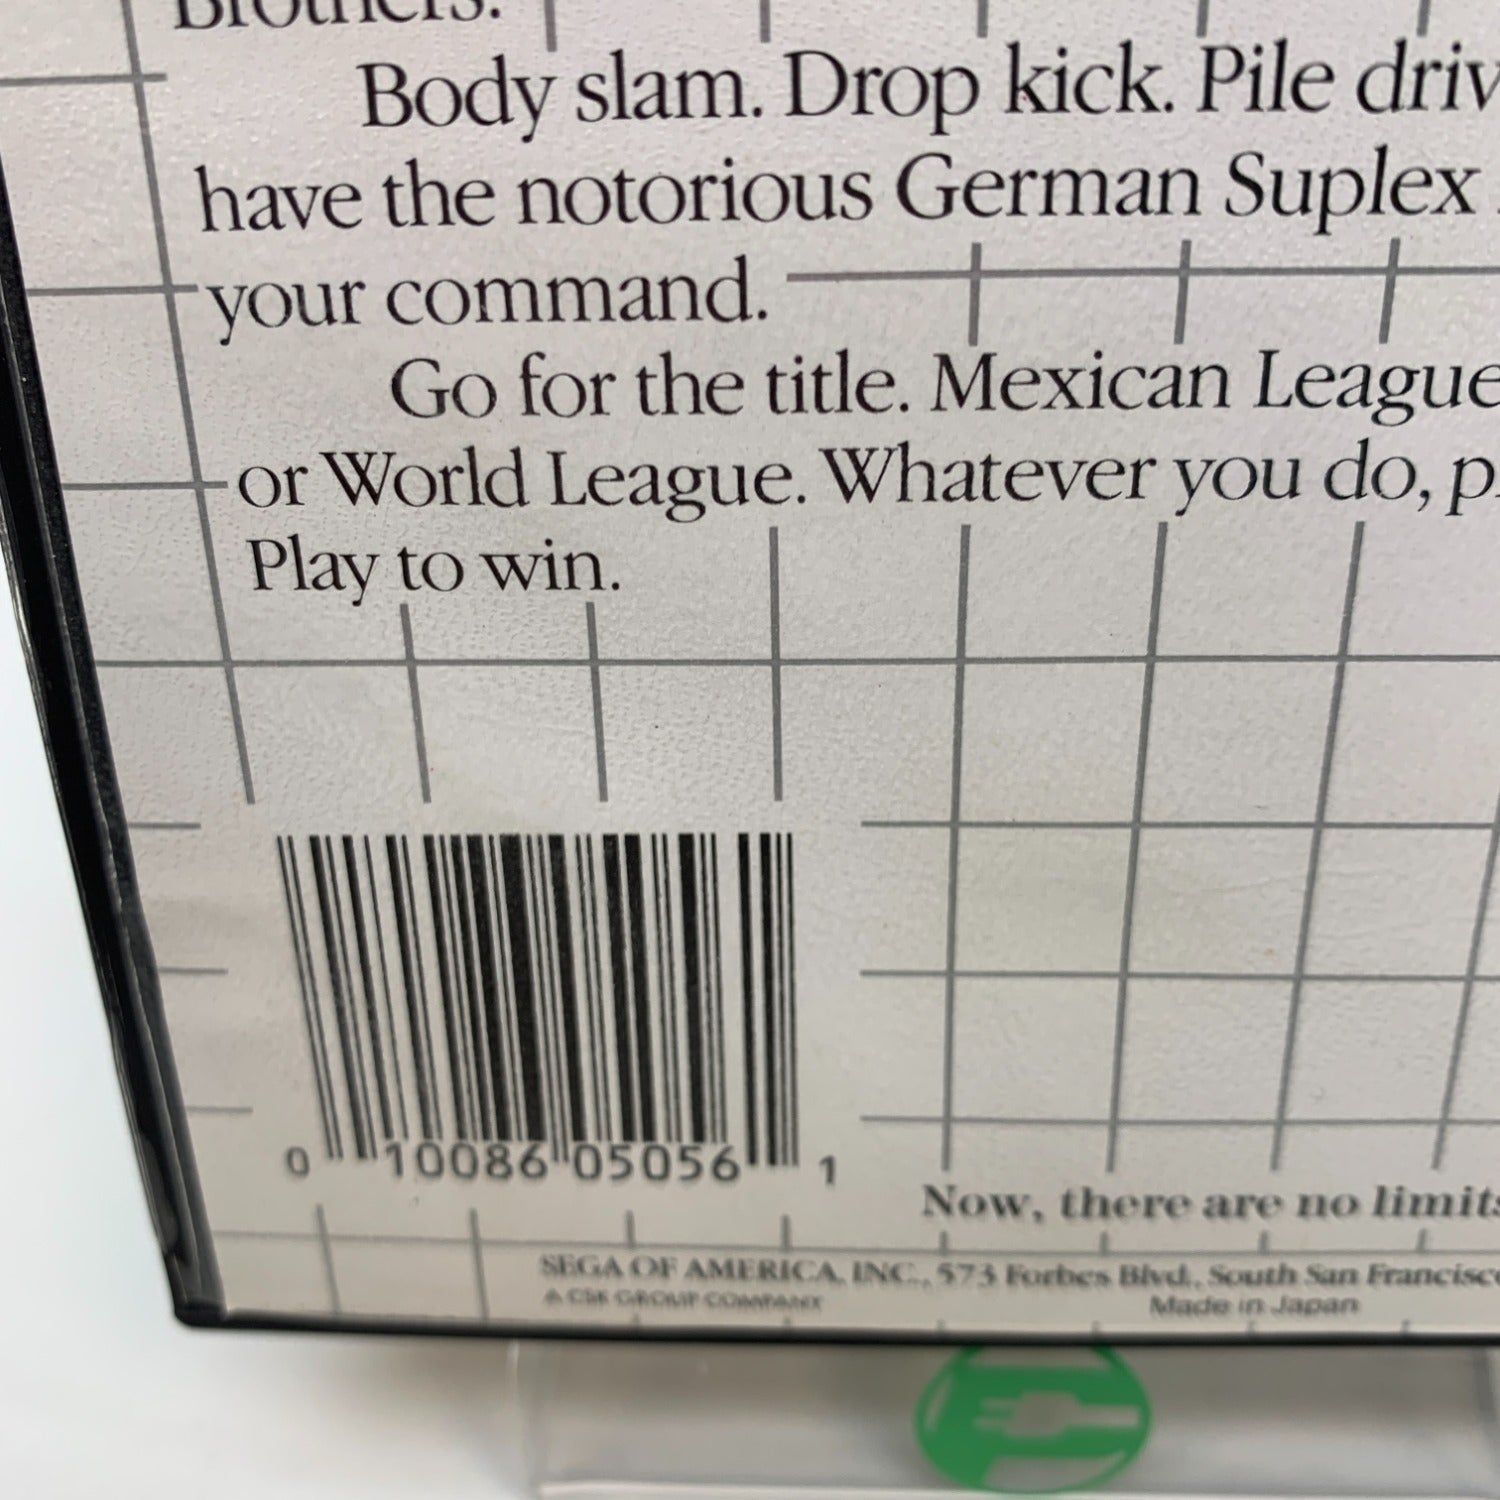 Brothers.
Body slam. Drop kick. Pile driv
have the notorious German Suplex
your command.
Go for the title. Mexican League
or World League. Whatever you do, p
Play to win.
0 10086 05056 1
Now, there are no limits
SEGA OF AMERICA, INC., 573 Forbes Blvd., South San Francisco
A CSK GROUP COMPANY
Made in Japan